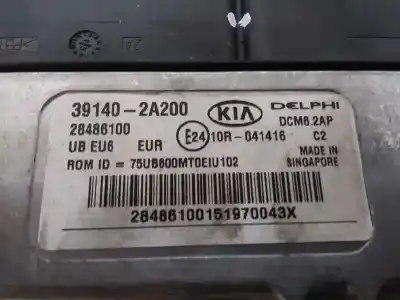 39140-2A200 KIA DELPHI
28486100 E24 10R-041416 DCM6.2AP
UB EU6 EUR C2
ROM ID = 75UB600MT0EIU102 MADE IN
SINGAPORE
28486100151970043X